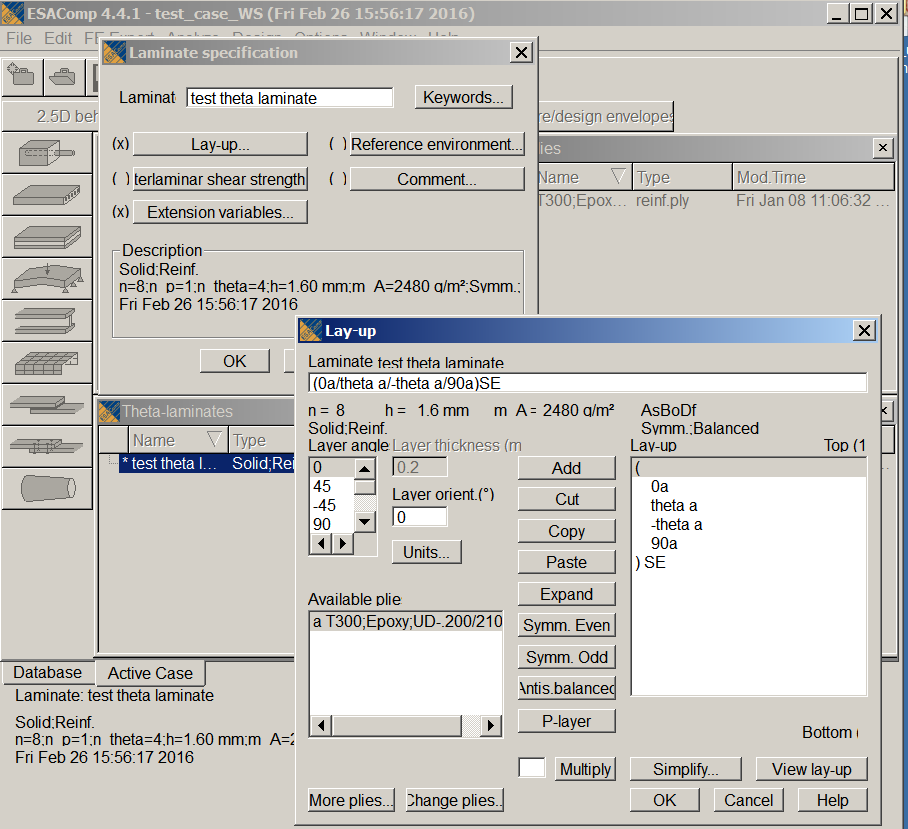 ESAComp 4.4.1 - test_case_WS (Fri Feb 26 15:56:17 2016)
File Edit FE Export Analyze Design Options Window Help
Laminate specification
Laminat test theta laminate Keywords...
2.5D beh
re/design envelopes
(x) Lay-up... ( ) Reference environment...
( ) terlaminar shear strength ( ) Comment...
(x) Extension variables...
ies
Name Type Mod.Time
T300;Epox... reinf.ply Fri Jan 08 11:06:32 ...
Description
Solid;Reinf.
n=8;n_p=1;n_theta=4;h=1.60 mm;m_A=2480 g/m²;Symm.;
Fri Feb 26 15:56:17 2016
OK
Theta-laminates
Name Type
* test theta l... Solid;Rei
Lay-up
Laminate test theta laminate
(0a/theta a/-theta a/90a)SE
n = 8 h = 1.6 mm m_A = 2480 g/m² AsBoDf
Solid;Reinf. Symm.;Balanced
Layer angle Layer thickness (m Lay-up Top (1
0 0.2 Add (
45 Layer orient.(°) Cut 0a
-45 0 Copy theta a
90 Units... Paste -theta a
Expand 90a
Symm. Even ) SE
Symm. Odd
Antis.balanced
P-layer
Available plie
a T300;Epoxy;UD-.200/210
Bottom (
Multiply Simplify... View lay-up
More plies... Change plies.. OK Cancel Help
Database Active Case
Laminate: test theta laminate
Solid;Reinf.
n=8;n_p=1;n_theta=4;h=1.60 mm;m_A=2
Fri Feb 26 15:56:17 2016